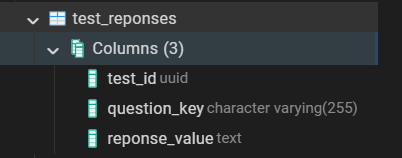 test_reponses
Columns (3)
test_id uuid
question_key character varying(255)
reponse_value text